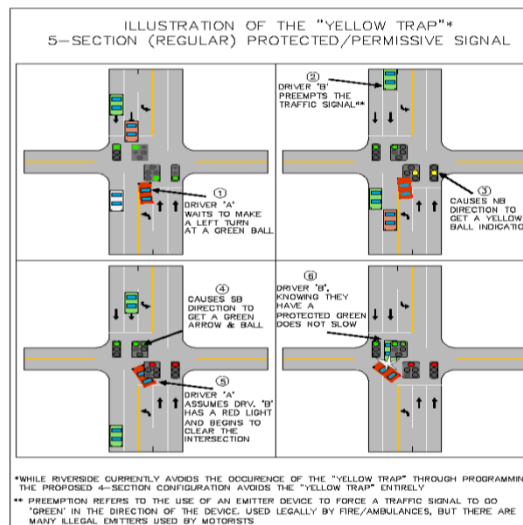 ILLUSTRATION OF THE "YELLOW TRAP"*
5-SECTION (REGULAR) PROTECTED/PERMISSIVE SIGNAL
1
DRIVER 'A'
WAITS TO MAKE
A LEFT TURN
AT A GREEN BALL
2
DRIVER 'B'
PREEMPTS THE
TRAFFIC SIGNAL**
3
CAUSES NB
DIRECTION TO
GET A YELLOW
BALL INDICATIO
4
CAUSES SB
DIRECTION TO
GET A GREEN
ARROW & BALL
5
DRIVER 'A'
ASSUMES DRV. 'B'
HAS A RED LIGHT
AND BEGINS TO
CLEAR THE
INTERSECTION
6
DRIVER 'B',
KNOWING THEY
HAVE A
PROTECTED GREEN
DOES NOT SLOW
*WHILE RIVERSIDE CURRENTLY AVOIDS THE OCCURENCE OF THE "YELLOW TRAP" THROUGH PROGRAMMIN
THE PROPOSED 4-SECTION CONFIGURATION AVOIDS THE "YELLOW TRAP" ENTIRELY
** PREEMPTION REFERS TO THE USE OF AN EMITTER DEVICE TO FORCE A TRAFFIC SIGNAL TO GO
'GREEN' IN THE DIRECTION OF THE DEVICE. USED LEGALLY BY FIRE/AMBULANCES, BUT THERE ARE
MANY ILLEGAL EMITTERS USED BY MOTORISTS